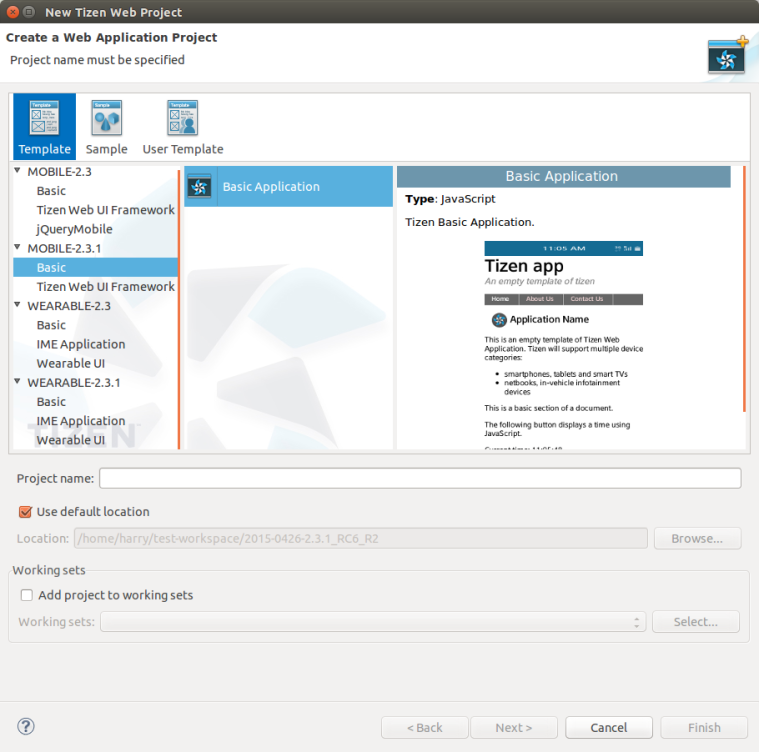 New Tizen Web Project
Create a Web Application Project
Project name must be specified
Template
Sample
User Template
MOBILE-2.3
Basic
Tizen Web UI Framework
jQueryMobile
MOBILE-2.3.1
Basic
Tizen Web UI Framework
WEARABLE-2.3
Basic
IME Application
Wearable UI
WEARABLE-2.3.1
Basic
IME Application
Wearable UI
TIZEN™
Basic Application
Basic Application
Type: JavaScript
Tizen Basic Application.
11:05 AM
Tizen app
An empty template of tizen
Home About Us Contact Us
Application Name
This is an empty template of Tizen Web
Application. Tizen will support multiple device
categories:
• smartphones, tablets and smart TVs
• netbooks, in-vehicle infotainment
devices
This is a basic section of a document.
The following button displays a time using
JavaScript.
Current time: 11:05:40
Project name:
Use default location
Location: /home/harry/test-workspace/2015-0426-2.3.1_RC6_R2 Browse...
Working sets
Add project to working sets
Working sets: Select...
? < Back Next > Cancel Finish